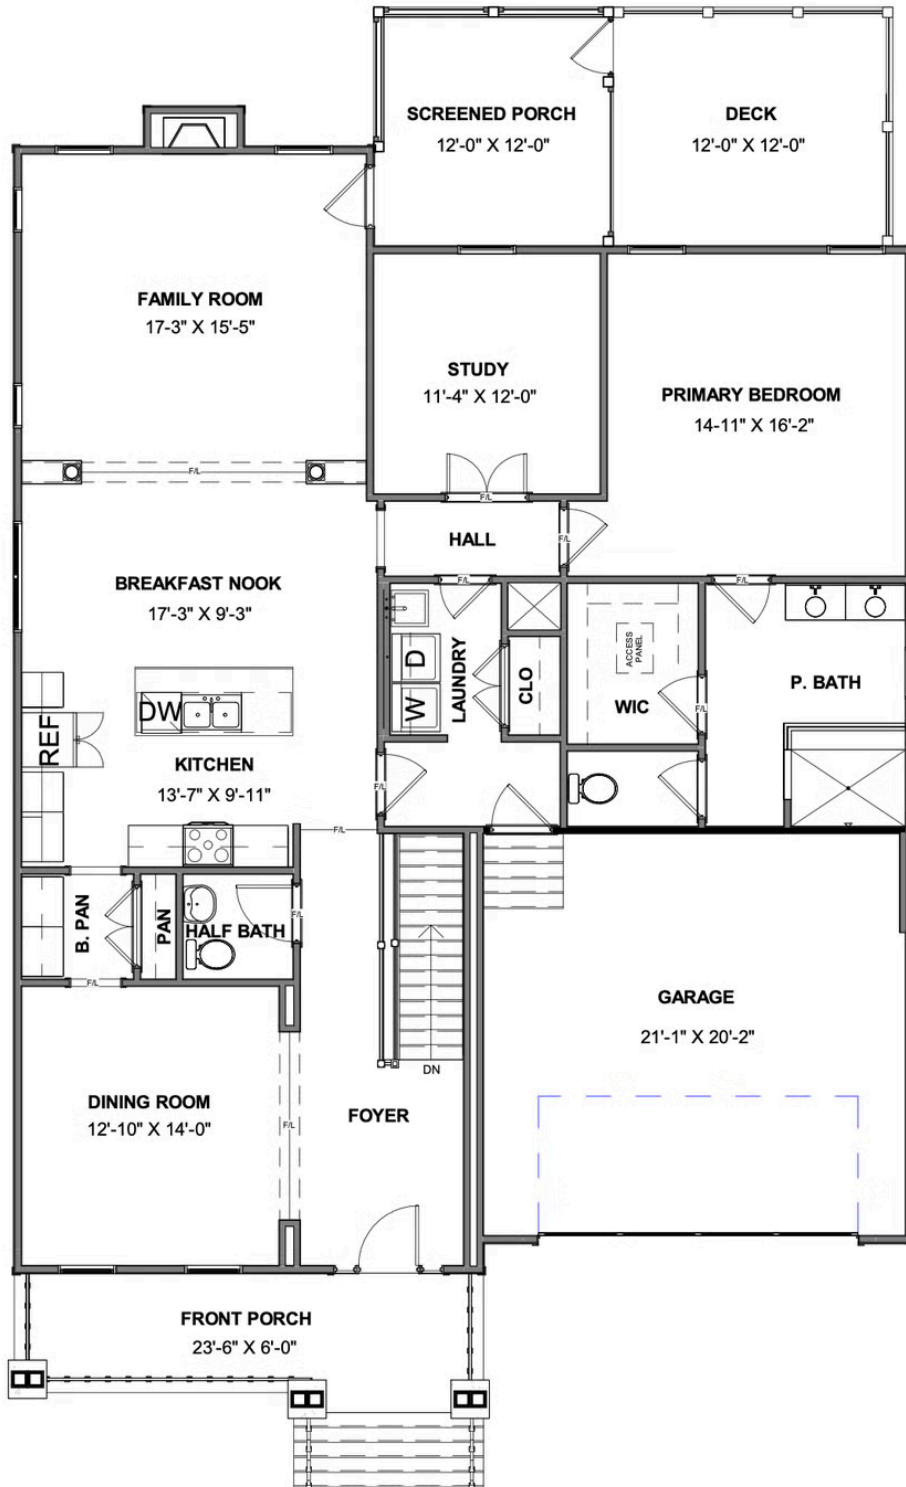 SCREENED PORCH
12'-0" X 12'-0"
DECK
12'-0" X 12'-0"
FAMILY ROOM
17'-3" X 15'-5"
STUDY
11'-4" X 12'-0"
PRIMARY BEDROOM
14-11" X 16'-2"
F/L
F/L
HALL
F/L
BREAKFAST NOOK
17'-3" X 9'-3"
F/L
F/L
ACCESS
PANEL
D
W
LAUNDRY
CLO
WIC
F/L
P. BATH
DW
REF
KITCHEN
13'-7" X 9'-11"
F/L
F/L
B. PAN
PAN
HALF BATH
F/L
F/L
GARAGE
21'-1" X 20'-2"
DN
DINING ROOM
12'-10" X 14'-0"
F/L
FOYER
FRONT PORCH
23'-6" X 6'-0"